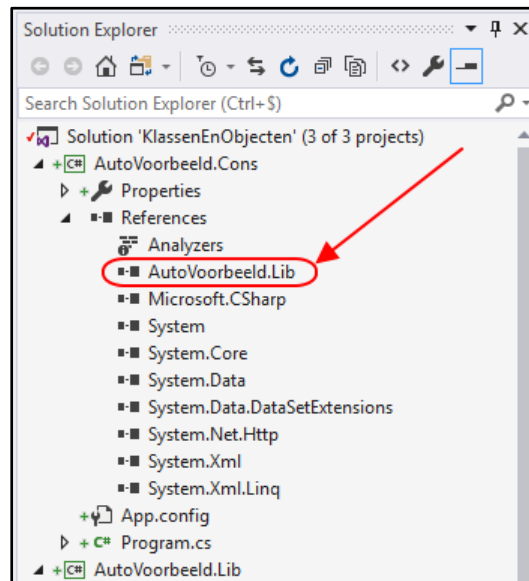 Solution Explorer
Search Solution Explorer (Ctrl+$)
Solution 'KlassenEnObjecten' (3 of 3 projects)
C# AutoVoorbeeld.Cons
Properties
References
Analyzers
AutoVoorbeeld.Lib
Microsoft.CSharp
System
System.Core
System.Data
System.Data.DataSetExtensions
System.Net.Http
System.Xml
System.Xml.Linq
App.config
C# Program.cs
C# AutoVoorbeeld.Lib